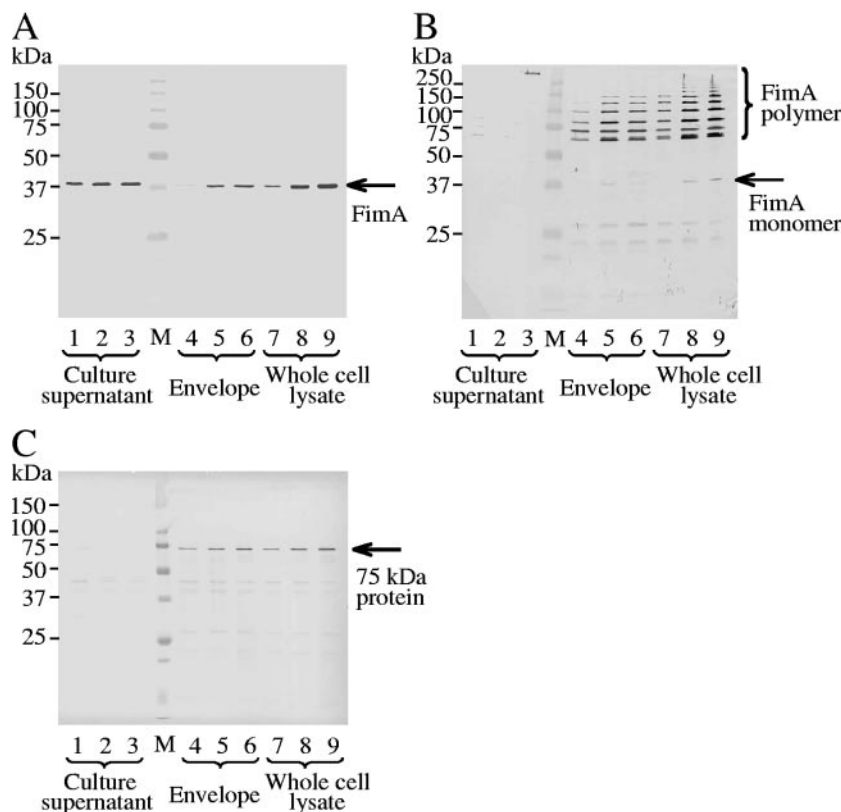 A
kDa
150
100
75
50
37
25
FimA
1 2 3 M 4 5 6 7 8 9
Culture
supernatant
Envelope
Whole cell
lysate
B
kDa
250
150
100
75
50
37
25
FimA
polymer
FimA
monomer
1 2 3 M 4 5 6 7 8 9
Culture
supernatant
Envelope
Whole cell
lysate
C
kDa
150
100
75
50
37
25
75 kDa
protein
1 2 3 M 4 5 6 7 8 9
Culture
supernatant
Envelope
Whole cell
lysate